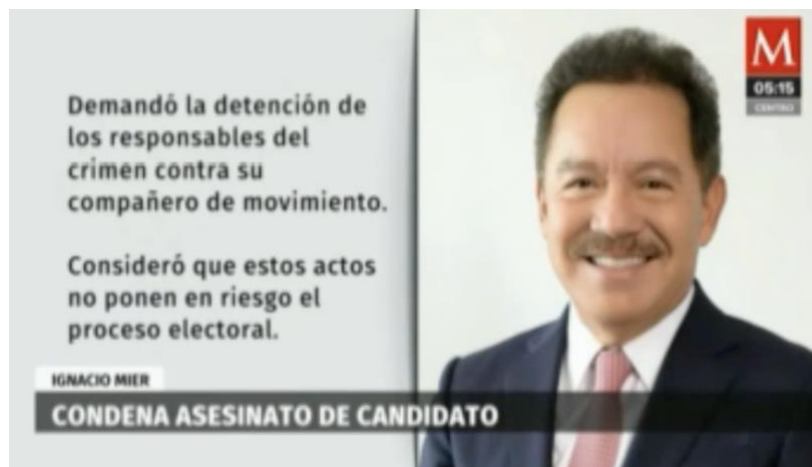 M
05:15
CENTRO
Demandó la detención de
los responsables del
crimen contra su
compañero de movimiento.
Consideró que estos actos
no ponen en riesgo el
proceso electoral.
IGNACIO MIER
CONDENA ASESINATO DE CANDIDATO